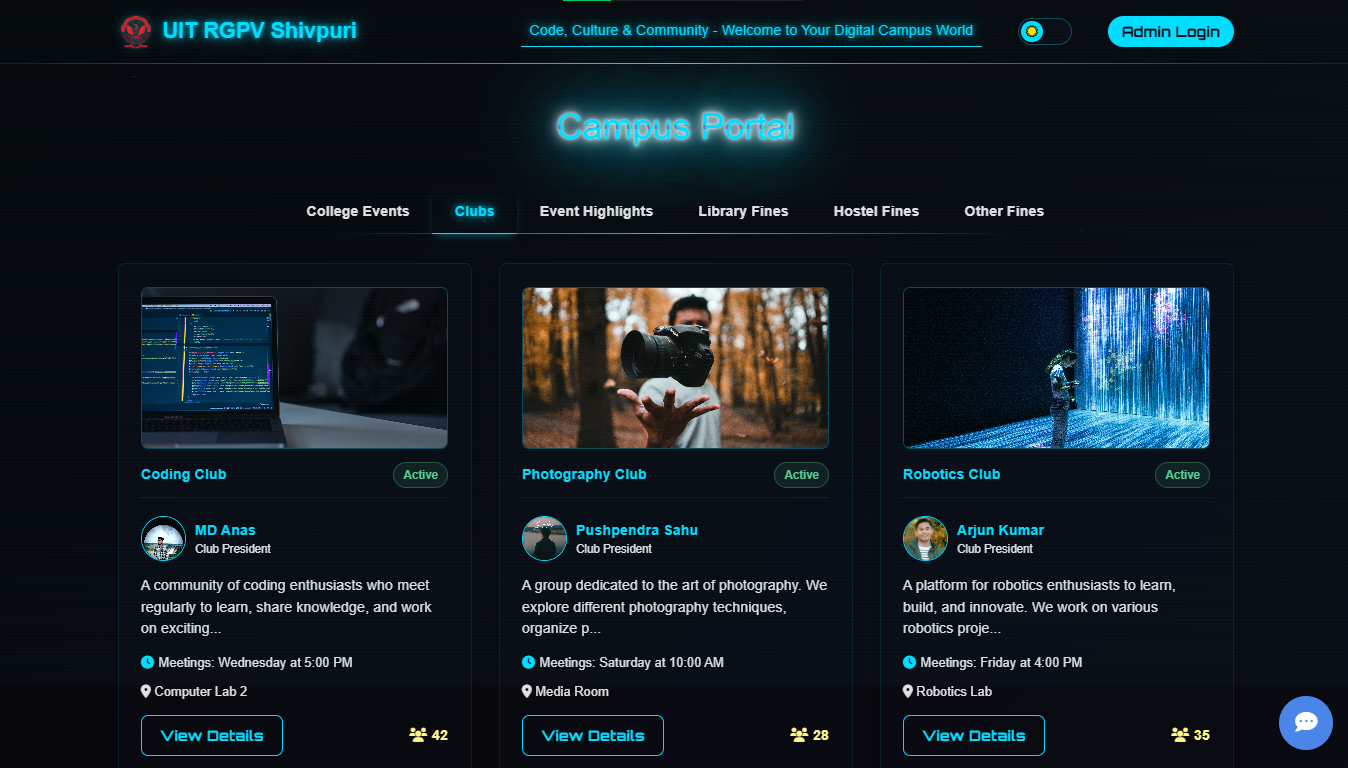 UIT RGPV Shivpuri
Code, Culture & Community - Welcome to Your Digital Campus World
Admin Login
Campus Portal
College Events
Clubs
Event Highlights
Library Fines
Hostel Fines
Other Fines
Coding Club
Active
MD Anas
Club President
A community of coding enthusiasts who meet
regularly to learn, share knowledge, and work
on exciting...
Meetings: Wednesday at 5:00 PM
Computer Lab 2
View Details
42
Photography Club
Active
Pushpendra Sahu
Club President
A group dedicated to the art of photography. We
explore different photography techniques,
organize p...
Meetings: Saturday at 10:00 AM
Media Room
View Details
28
Robotics Club
Active
Arjun Kumar
Club President
A platform for robotics enthusiasts to learn,
build, and innovate. We work on various
robotics proje...
Meetings: Friday at 4:00 PM
Robotics Lab
View Details
35